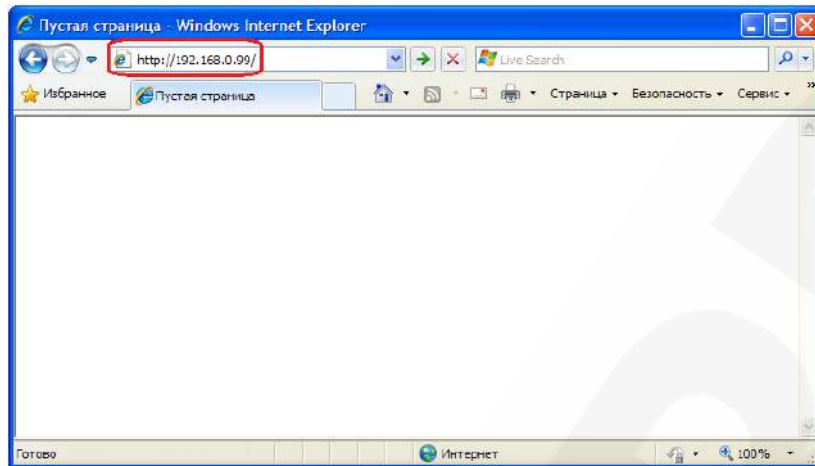 Пустая страница - Windows Internet Explorer
http://192.168.0.99/
Live Search
Избранное
Пустая страница
Страница
Безопасность
Сервис
Готово
Интернет
100%